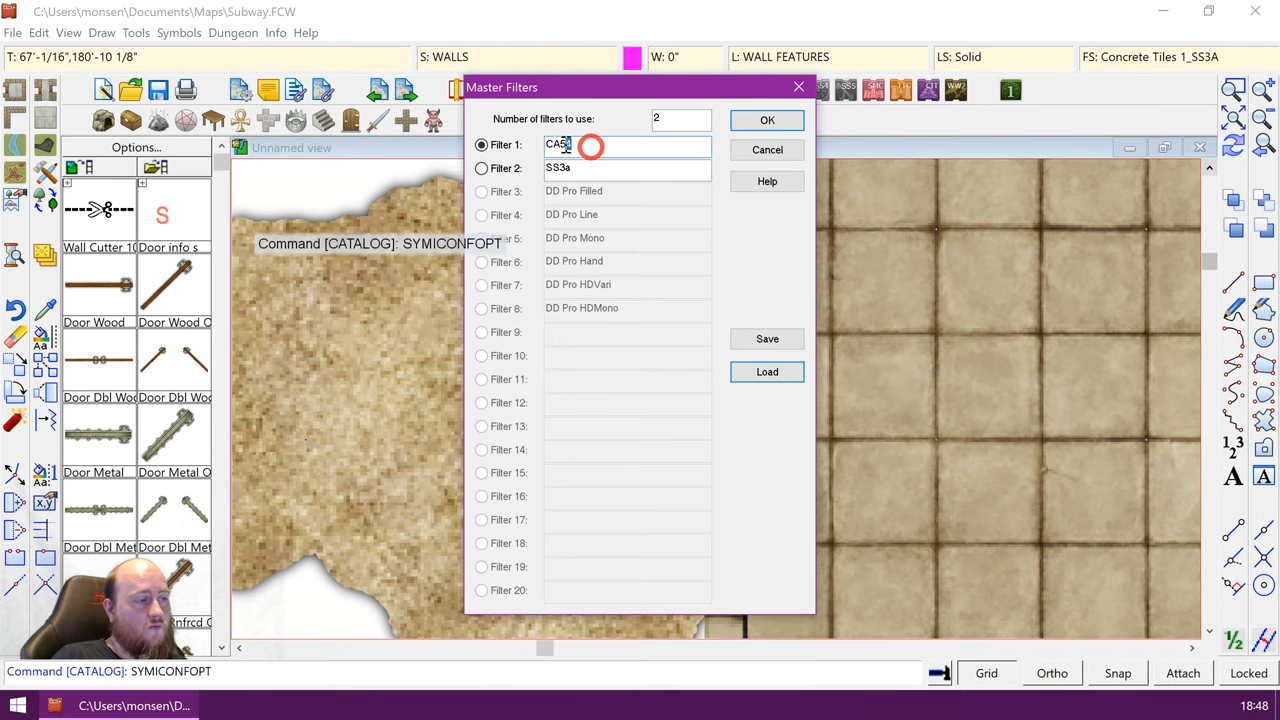 C:\Users\monsen\Documents\Maps\Subway.FCW
File Edit View Draw Tools Symbols Dungeon Info Help
T: 67'-1/16",180'-10 1/8"
S: WALLS
W: 0"
L: WALL FEATURES
LS: Solid
FS: Concrete Tiles 1_SS3A
Options...
Unnamed view
Wall Cutter 10
Door info s
Door Wood
Door Wood O
Door Dbl Woo
Door Dbl Wo
Door Metal
Door Metal O
Door Dbl Met
Door Dbl Met
Command [CATALOG]: SYMICONFOPT
Master Filters
Number of filters to use: 2
Filter 1:
Filter 2: SS3a
Filter 3: DD Pro Filled
Filter 4: DD Pro Line
5: DD Pro Mono
Filter 6: DD Pro Hand
Filter 7: DD Pro HDVari
Filter 8: DD Pro HDMono
Filter 9:
Filter 10:
Filter 11:
Filter 12:
Filter 13:
Filter 14:
Filter 15:
Filter 16:
Filter 17:
Filter 18:
Filter 19:
Filter 20:
OK
Cancel
Help
Save
Load
Command [CATALOG]: SYMICONFOPT
Grid Ortho Snap Attach Locked
C:\Users\monsen\D...
18:48